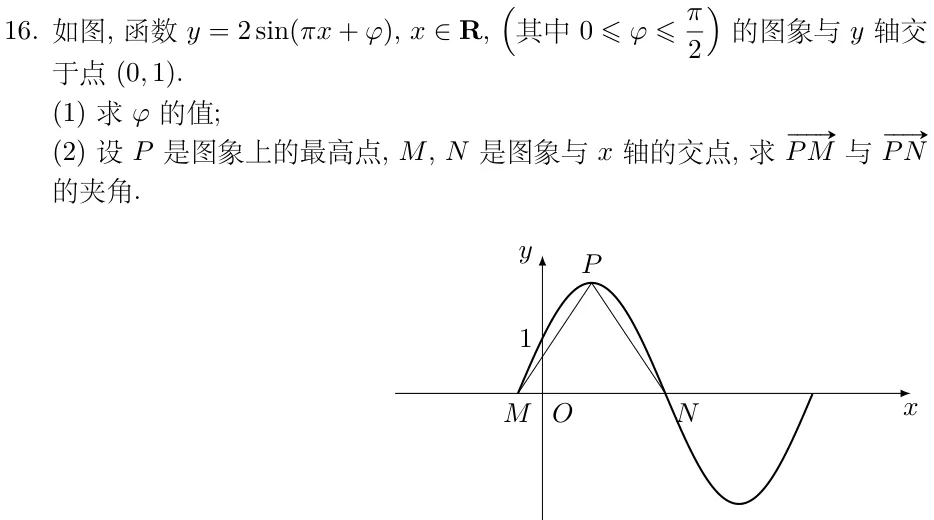 16. 如图, 函数 y = 2 sin(πx + φ), x ∈ R, (其中 0 ⩽ φ ⩽ π/2) 的图象与 y 轴交
于点 (0, 1).
(1) 求 φ 的值;
(2) 设 P 是图象上的最高点, M, N 是图象与 x 轴的交点, 求 \overrightarrow{PM} 与 \overrightarrow{PN}
的夹角.
y
P
1
M O N
x